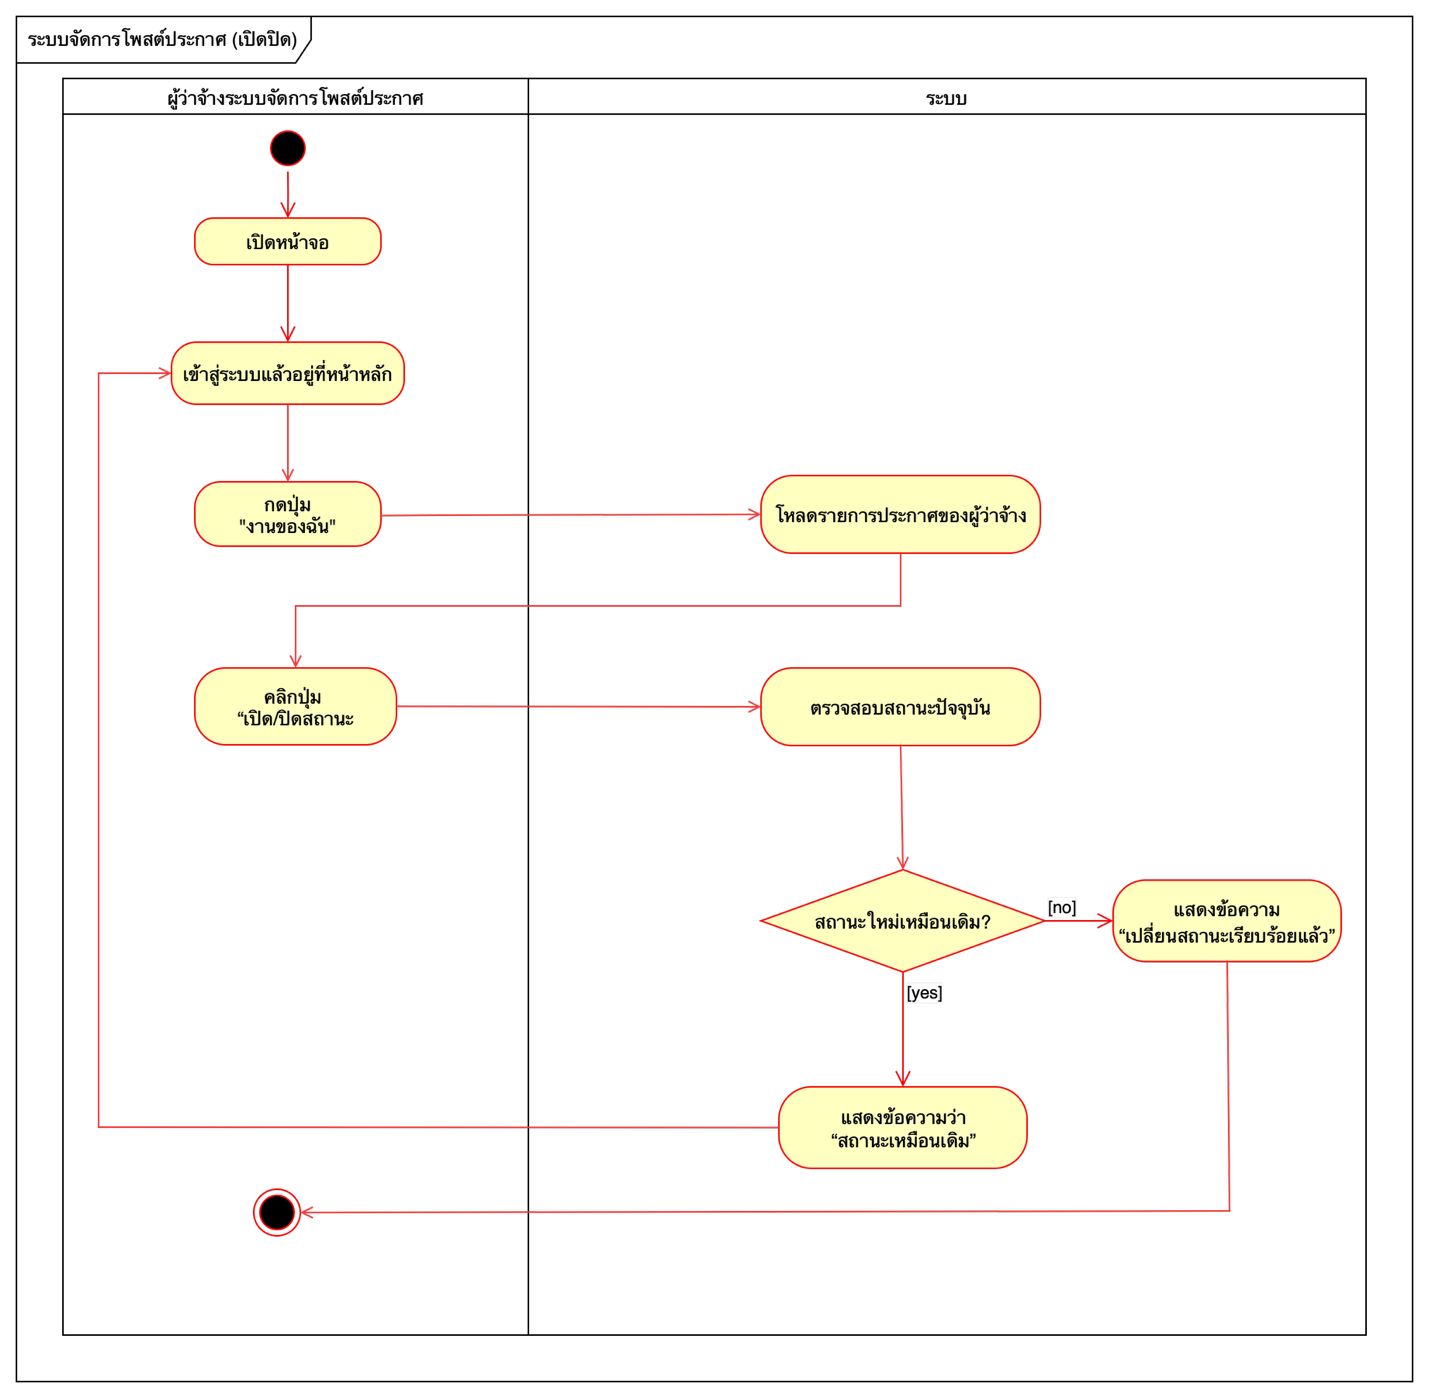 ระบบจัดการโพสต์ประกาศ (เปิดปิด)
ผู้ว่าจ้างระบบจัดการโพสต์ประกาศ
ระบบ
เปิดหน้าจอ
เข้าสู่ระบบแล้วอยู่ที่หน้าหลัก
กดปุ่ม
"งานของฉัน"
โหลดรายการประกาศของผู้ว่าจ้าง
คลิกปุ่ม
“เปิด/ปิดสถานะ
ตรวจสอบสถานะปัจจุบัน
สถานะใหม่เหมือนเดิม?
[no]
แสดงข้อความ
“เปลี่ยนสถานะเรียบร้อยแล้ว”
[yes]
แสดงข้อความว่า
“สถานะเหมือนเดิม”